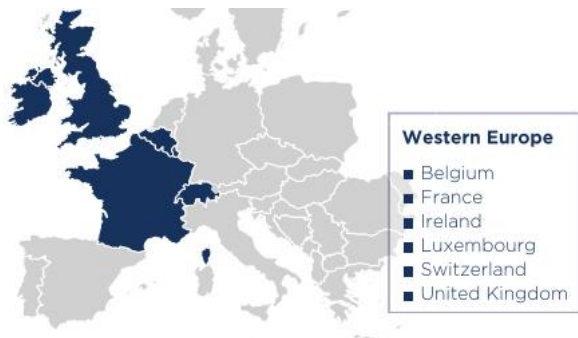 Western Europe
Belgium
France
Ireland
Luxembourg
Switzerland
United Kingdom